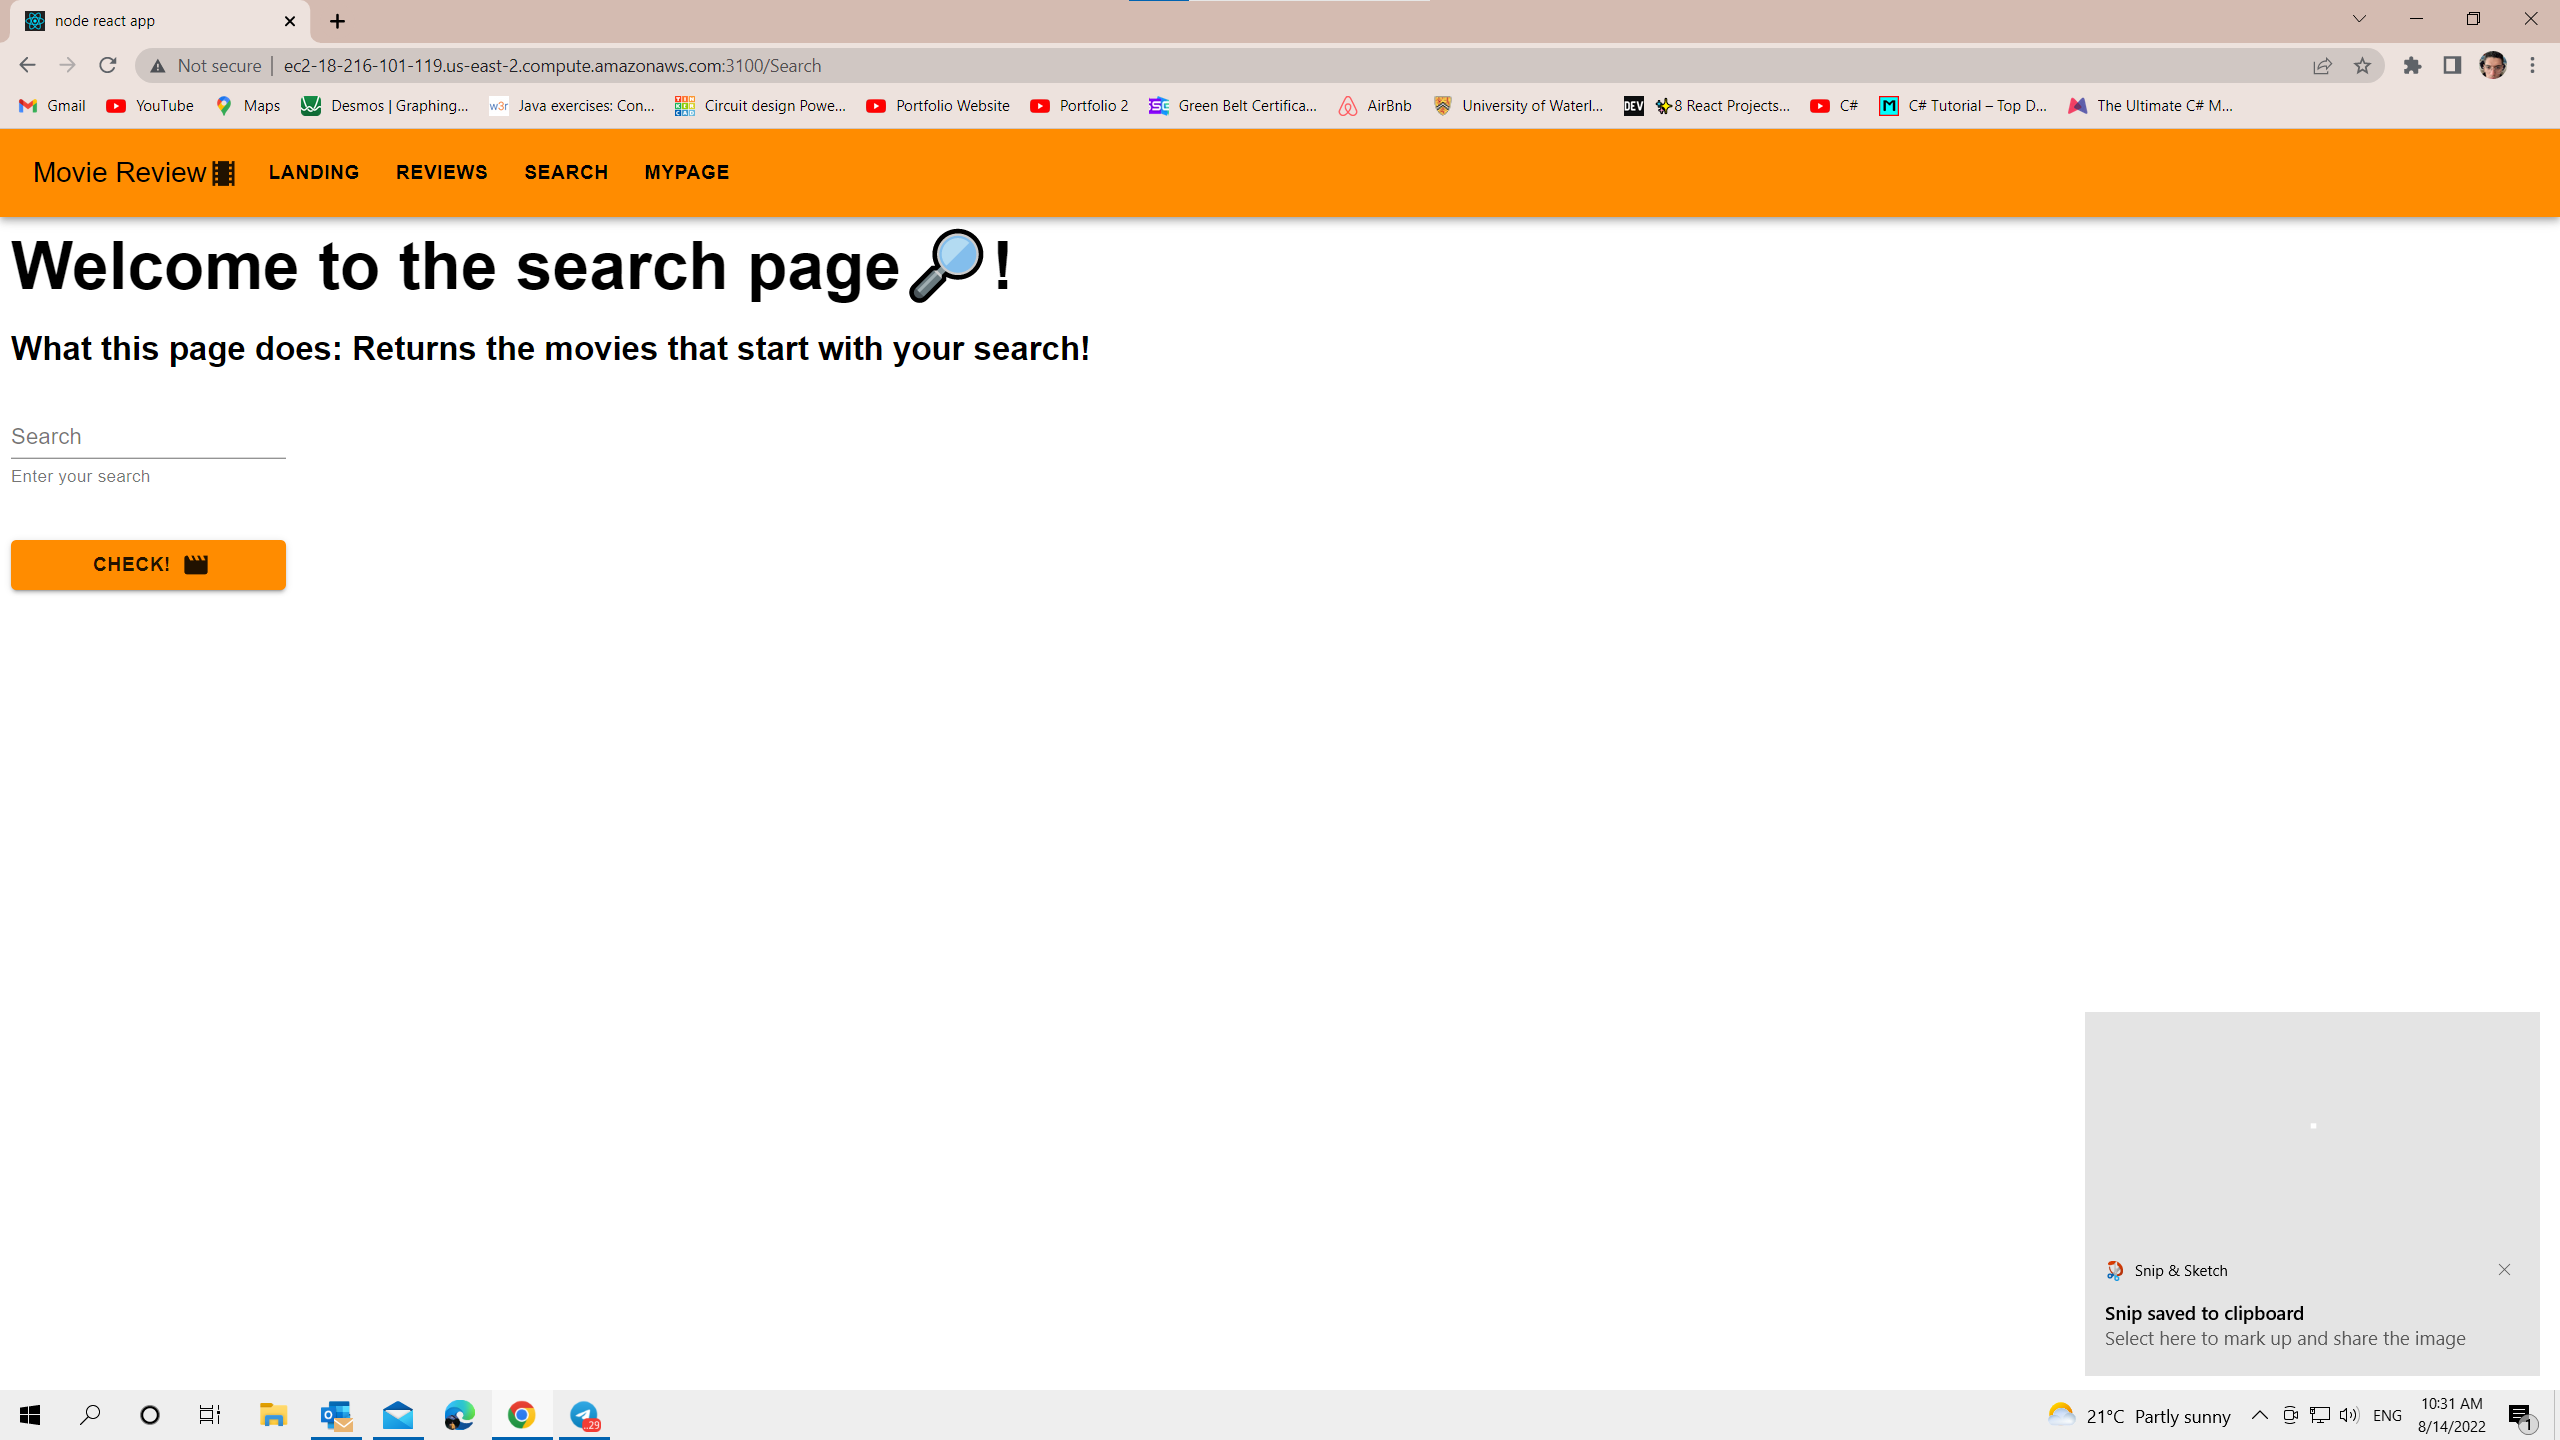 node react app
Not secure ec2-18-216-101-119.us-east-2.compute.amazonaws.com:3100/Search
Gmail YouTube Maps Desmos | Graphing... w3r Java exercises: Con... Circuit design Powe... Portfolio Website Portfolio 2 Green Belt Certifica... AirBnb University of Waterl... DEV 8 React Projects... C# M C# Tutorial – Top D... The Ultimate C# M...
Movie Review LANDING REVIEWS SEARCH MYPAGE
Welcome to the search page🔎!
What this page does: Returns the movies that start with your search!
Search
Enter your search
CHECK!
Snip & Sketch
Snip saved to clipboard
Select here to mark up and share the image
21°C Partly sunny ENG
10:31 AM
8/14/2022
1